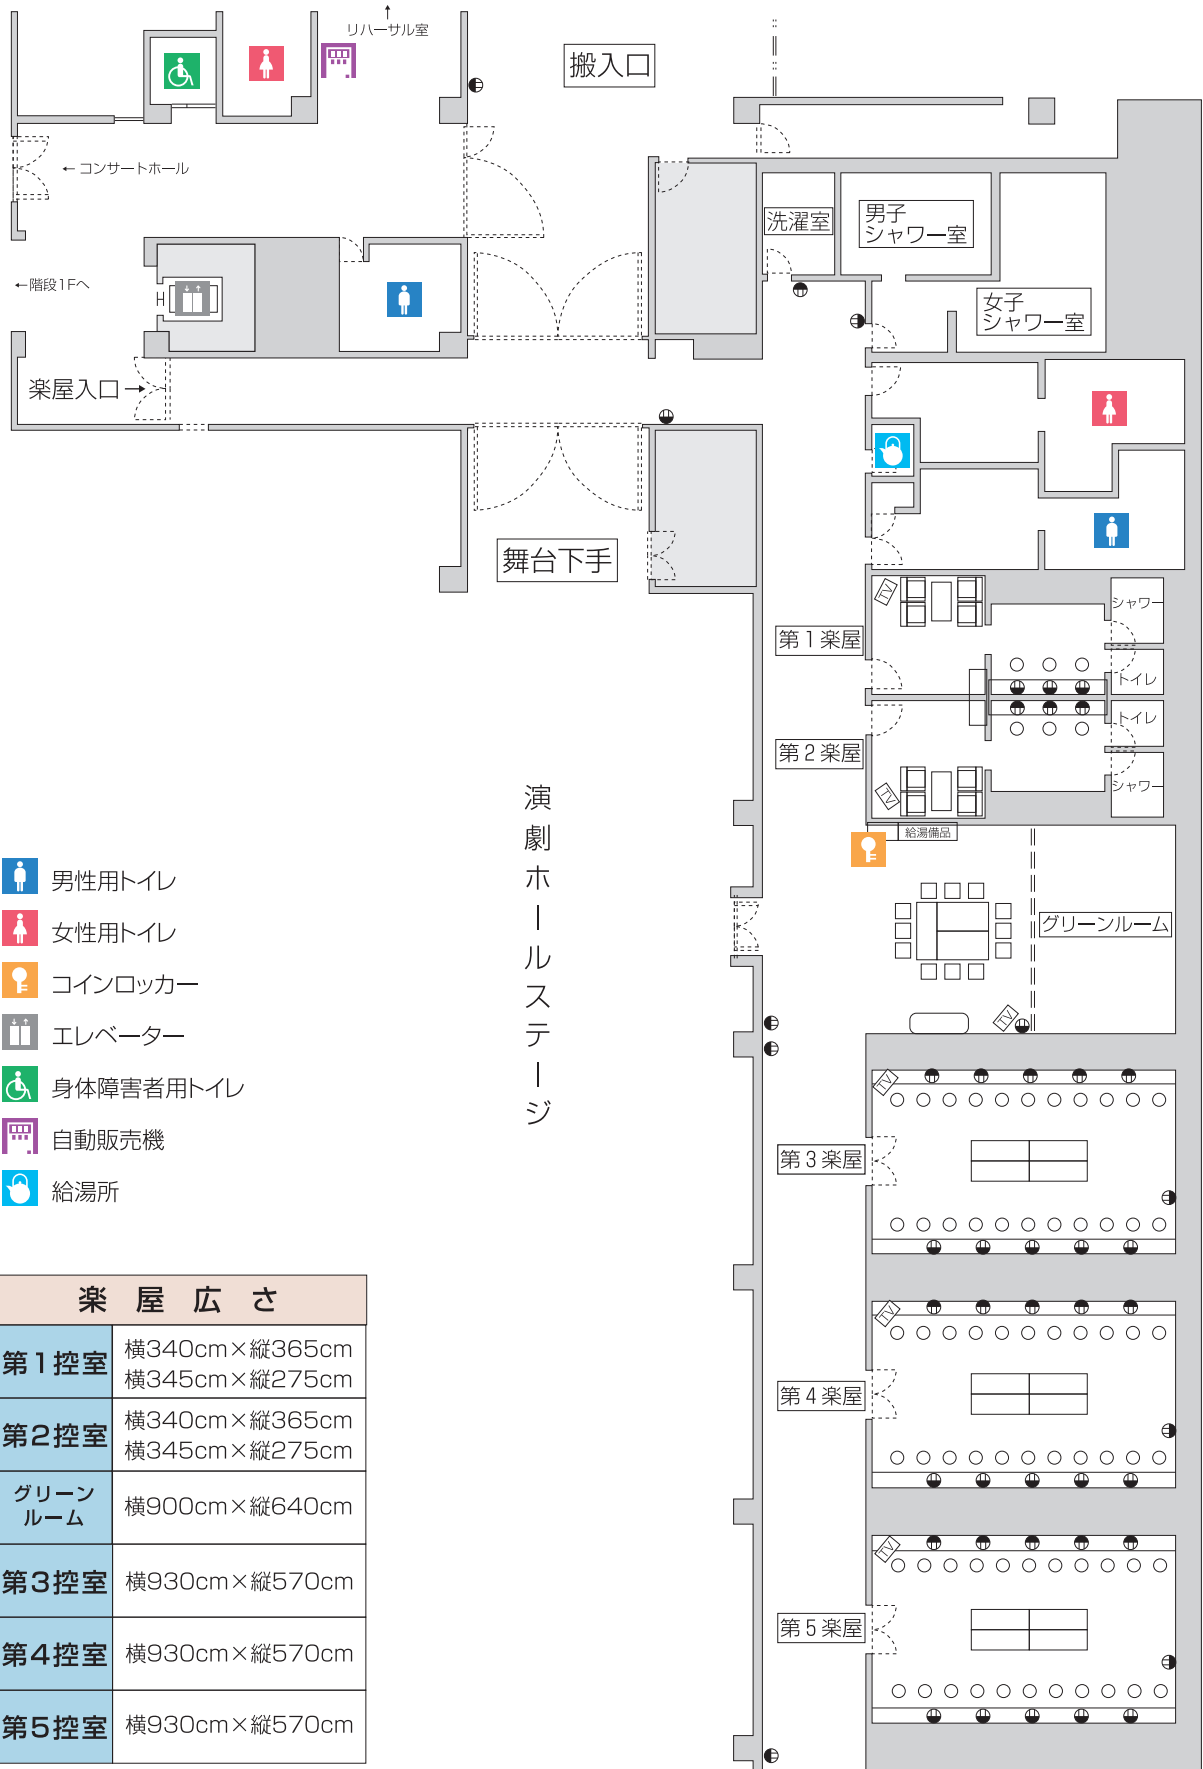 リハーサル室
搬入口
←コンサートホール
洗濯室
男子
シャワー室
←階段1Fへ
女子
シャワー室
楽屋入口→
舞台下手
TV
シャワー
第1楽屋
トイレ
トイレ
第2楽屋
シャワー
TV
給湯備品
演劇ホールステージ
グリーンルーム
TV
男性用トイレ
女性用トイレ
コインロッカー
エレベーター
身体障害者用トイレ
自動販売機
給湯所
TV
第3楽屋
TV
第4楽屋
TV
第5楽屋
楽屋広さ
第1控室
横340cm×縦365cm
横345cm×縦275cm
第2控室
横340cm×縦365cm
横345cm×縦275cm
グリーン
ルーム
横900cm×縦640cm
第3控室
横930cm×縦570cm
第4控室
横930cm×縦570cm
第5控室
横930cm×縦570cm